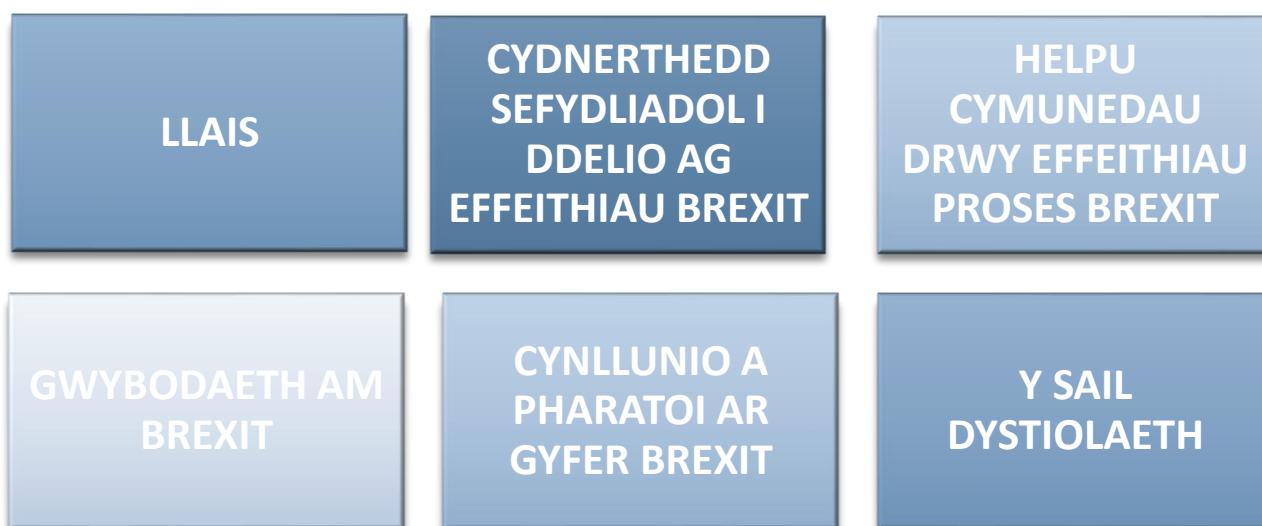 LLAIS
CYDNERTHEDD
SEFYDLIADOL I
DDELIO AG
EFFEITHIAU BREXIT
HELPU
CYMUNEDAU
DRWY EFFEITHIAU
PROSES BREXIT
GWYBODAETH AM
BREXIT
CYNLLUNIO A
PHARATOI AR
GYFER BREXIT
Y SAIL
DYSTIOLAETH